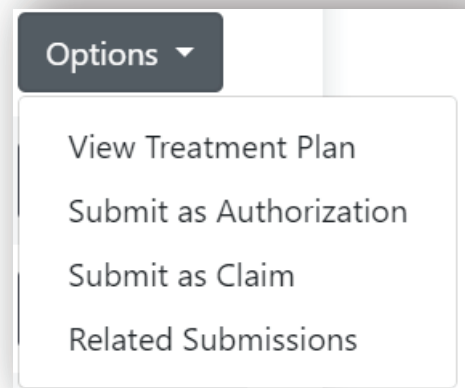 Options
View Treatment Plan
Submit as Authorization
Submit as Claim
Related Submissions